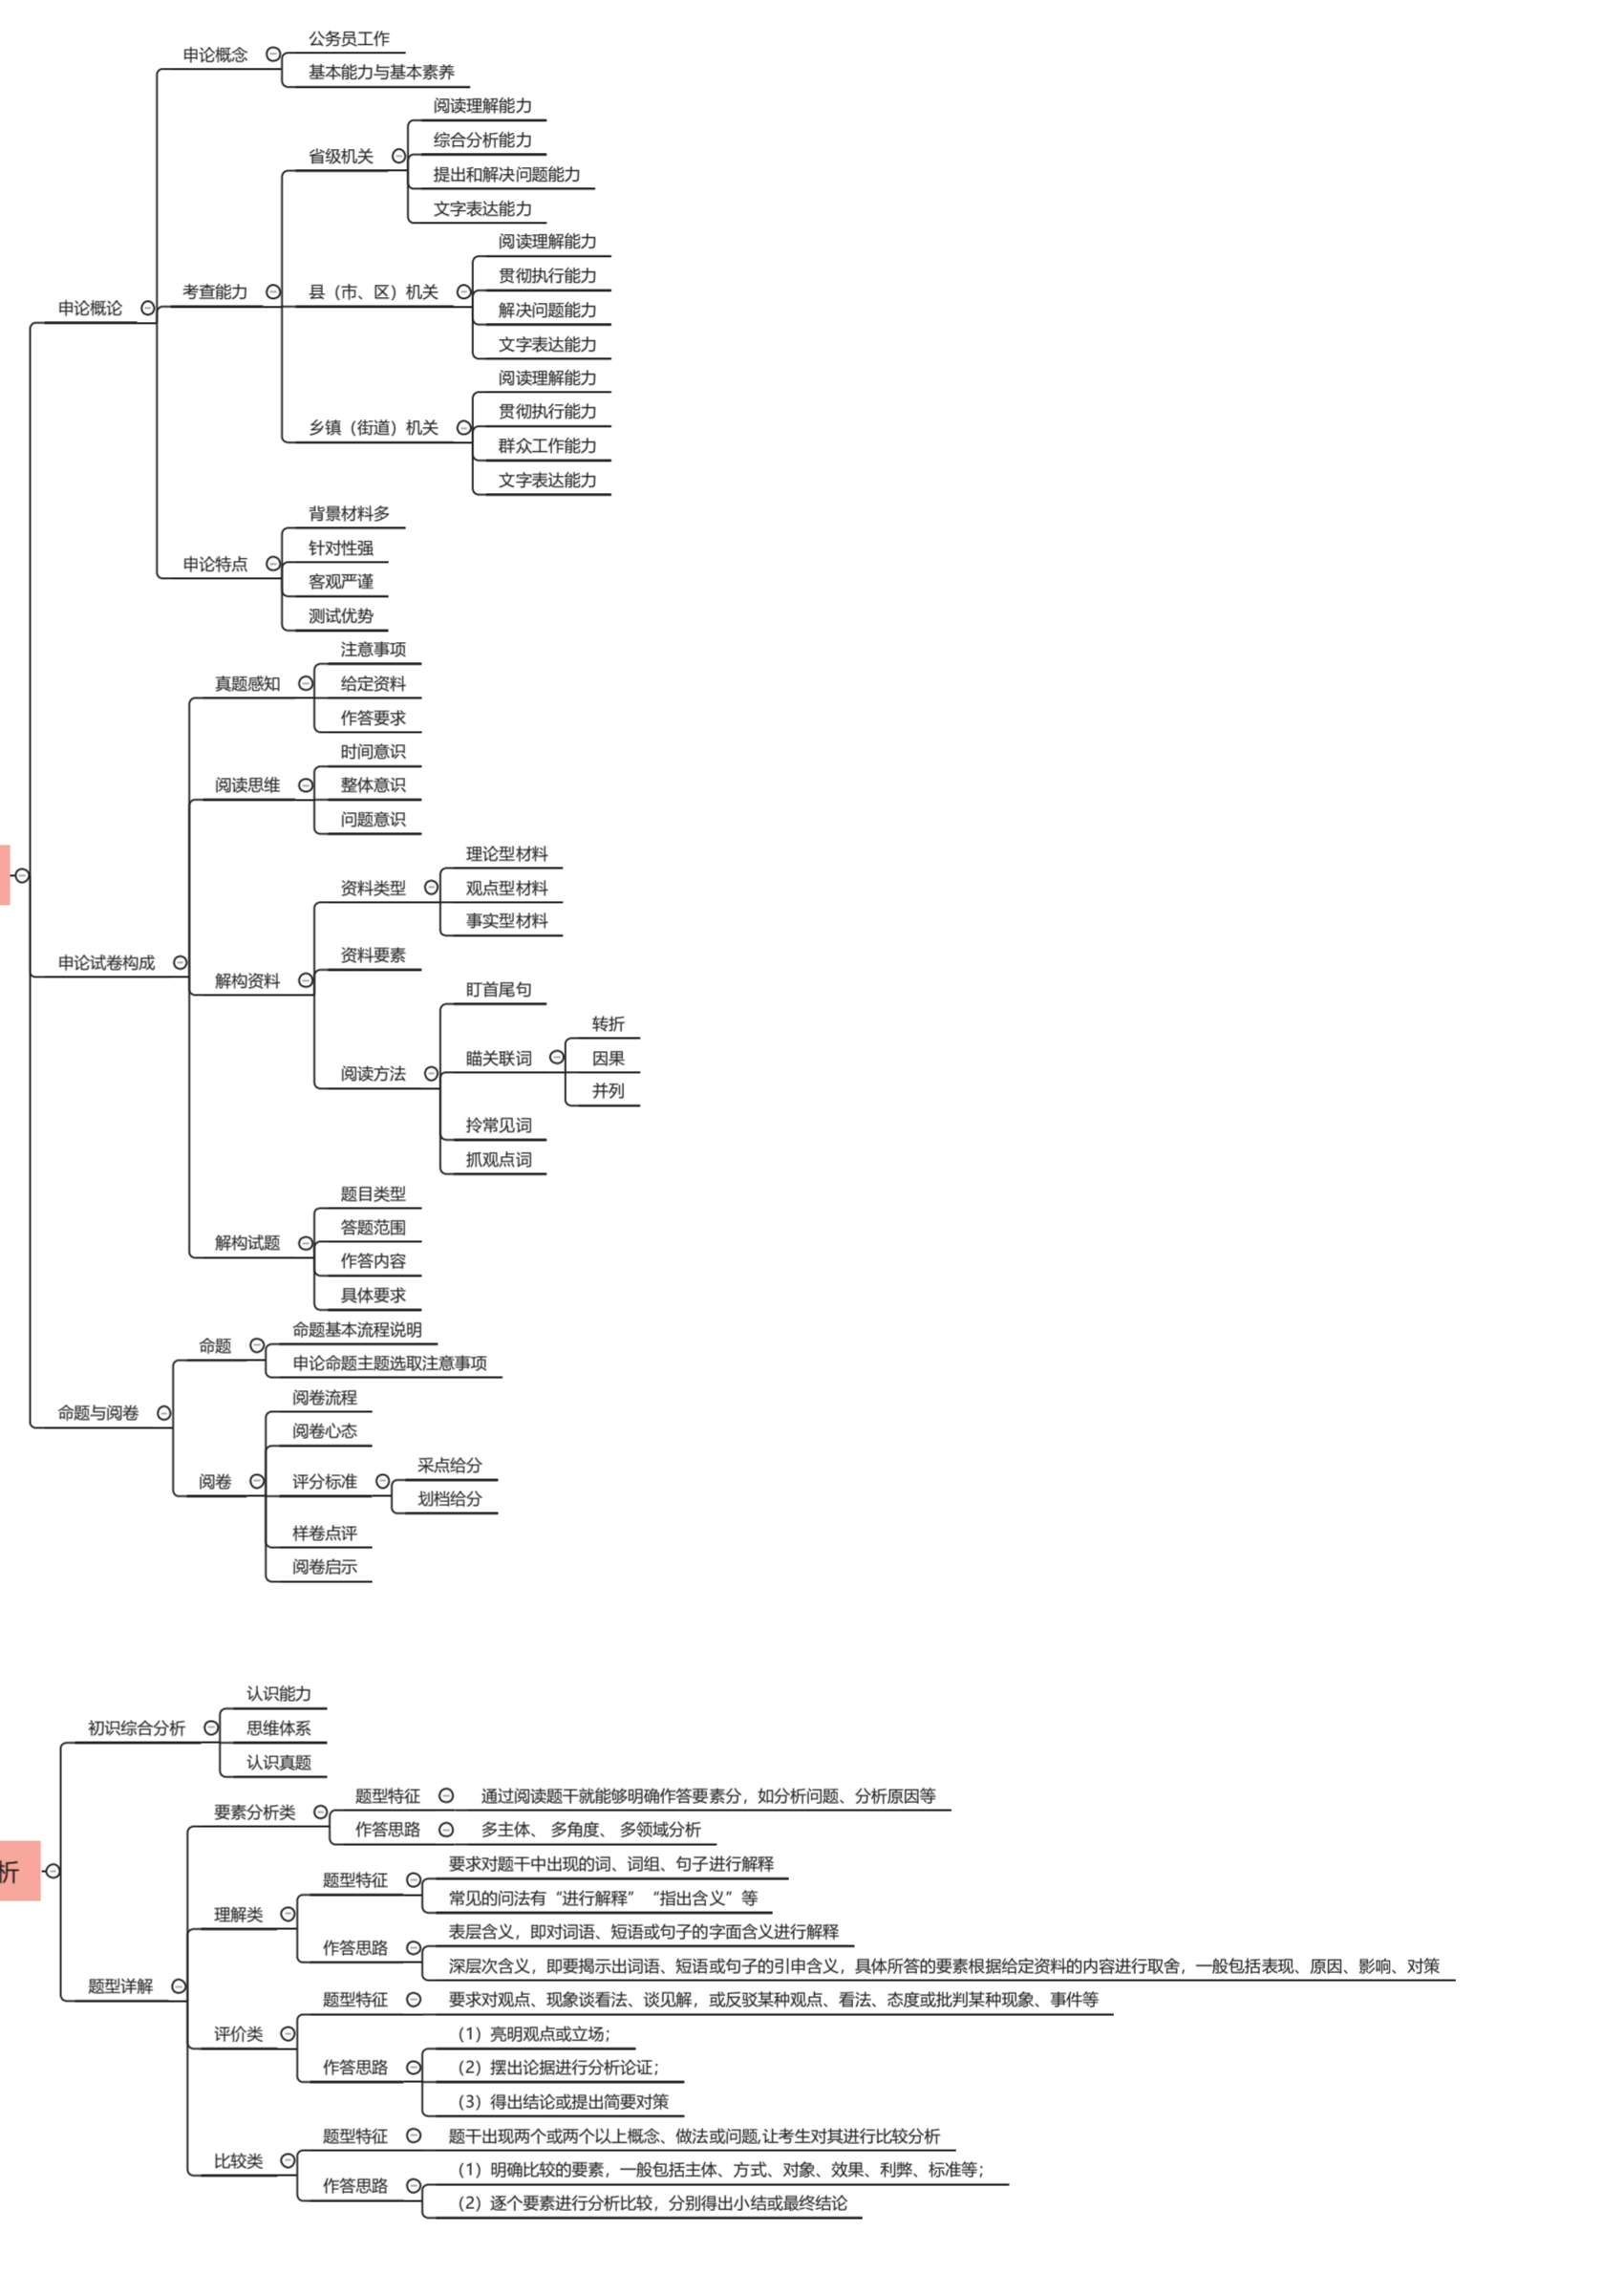 公务员工作
申论概念
基本能力与基本素养
阅读理解能力
综合分析能力
省级机关
提出和解决问题能力
文字表达能力
阅读理解能力
贯彻执行能力
考查能力
县（市、区）机关
申论概论
解决问题能力
文字表达能力
阅读理解能力
贯彻执行能力
乡镇（街道）机关
群众工作能力
文字表达能力
背景材料多
针对性强
申论特点
客观严谨
测试优势
注意事项
真题感知
给定资料
作答要求
时间意识
阅读思维
整体意识
问题意识
理论型材料
资料类型
观点型材料
事实型材料
资料要素
申论试卷构成
解构资料
盯首尾句
转折
瞄关联词
因果
阅读方法
并列
拎常见词
抓观点词
题目类型
答题范围
解构试题
作答内容
具体要求
命题基本流程说明
命题
申论命题主题选取注意事项
阅卷流程
命题与阅卷
阅卷心态
采点给分
阅卷
评分标准
划档给分
样卷点评
阅卷启示
认识能力
初识综合分析
思维体系
认识真题
题型特征
通过阅读题干就能够明确作答要素分，如分析问题、分析原因等
要素分析类
作答思路
多主体、 多角度、 多领域分析
要求对题干中出现的词、词组、句子进行解释
析
题型特征
常见的问法有“进行解释” “指出含义”等
理解类
表层含义，即对词语、短语或句子的字面含义进行解释
作答思路
深层次含义，即要揭示出词语、短语或句子的引申含义，具体所答的要素根据给定资料的内容进行取舍，一般包括表现、原因、影响、对策
题型详解
题型特征
要求对观点、现象谈看法、谈见解，或反驳某种观点、看法、态度或批判某种现象、事件等
评价类
（1）亮明观点或立场；
作答思路
（2）摆出论据进行分析论证；
（3）得出结论或提出简要对策
题型特征
题干出现两个或两个以上概念、做法或问题,让考生对其进行比较分析
比较类
（1）明确比较的要素，一般包括主体、方式、对象、效果、利弊、标准等；
作答思路
（2）逐个要素进行分析比较，分别得出小结或最终结论